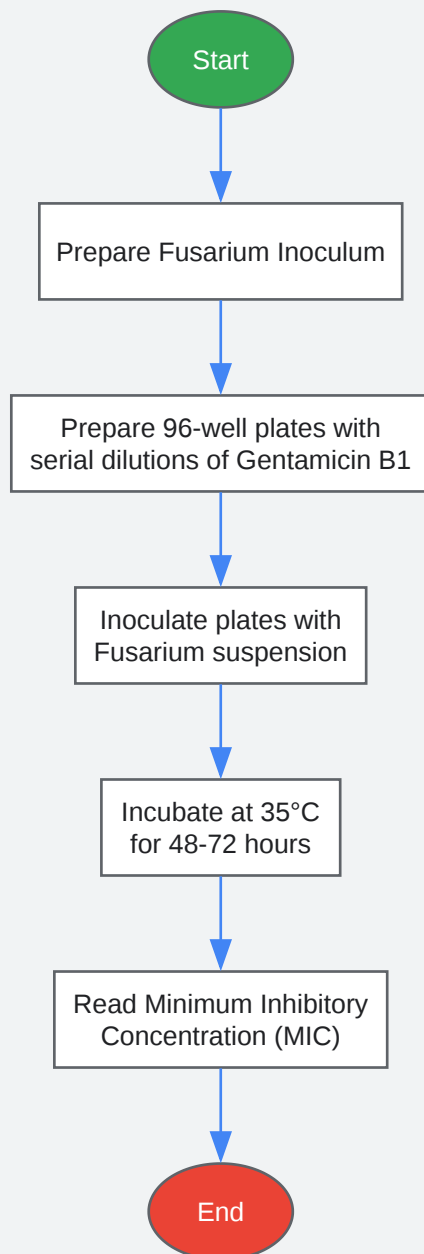 Start
Prepare Fusarium Inoculum
Prepare 96-well plates with
serial dilutions of Gentamicin B1
Inoculate plates with
Fusarium suspension
Incubate at 35°C
for 48-72 hours
Read Minimum Inhibitory
Concentration (MIC)
End